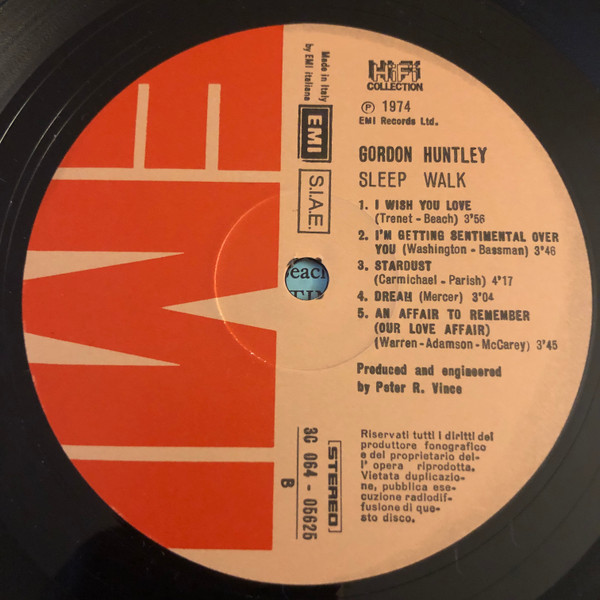 HiFi
COLLECTION
℗ 1974
EMI Records Ltd.
Made in Italy
by EMI italiana
EMI
S.I.A.E.
GORDON HUNTLEY
SLEEP WALK
1. I WISH YOU LOVE
(Trenet - Beach) 3'56
2. I'M GETTING SENTIMENTAL OVER
YOU (Washington - Bassman) 3'46
3. STARDUST
(Carmichael - Parish) 4'17
4. DREAM (Mercer) 3'04
5. AN AFFAIR TO REMEMBER
(OUR LOVE AFFAIR)
(Warren - Adamson - McCarey) 3'45
Produced and engineered
by Peter R. Vince
Riservati tutti i diritti del
produttore fonografico
e del proprietario del-
l' opera riprodotta.
Vietata duplicazio-
ne, pubblica ese-
cuzione radiodif-
fusione di que-
sto disco.
STEREO
3C 064 - 05625
B
EMI